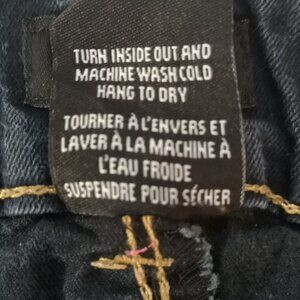 TURN INSIDE OUT AND
MACHINE WASH COLD
HANG TO DRY
TOURNER À L'ENVERS ET
LAVER À LA MACHINE À
L'EAU FROIDE
SUSPENDRE POUR SÉCHER